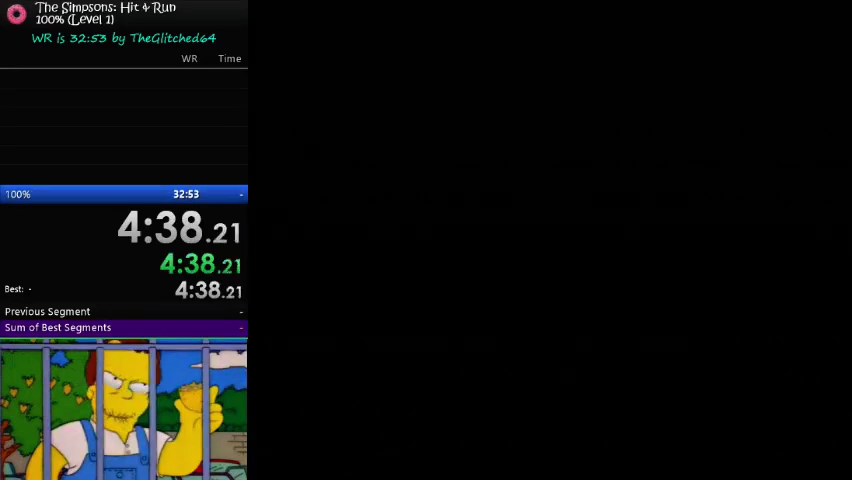 The Simpsons: Hit & Run
100% (Level 1)
WR is 32:53 by TheGlitched64
WR Time
100% 32:53 -
4:38.21
4:38.21
Best: - 4:38.21
Previous Segment -
Sum of Best Segments -